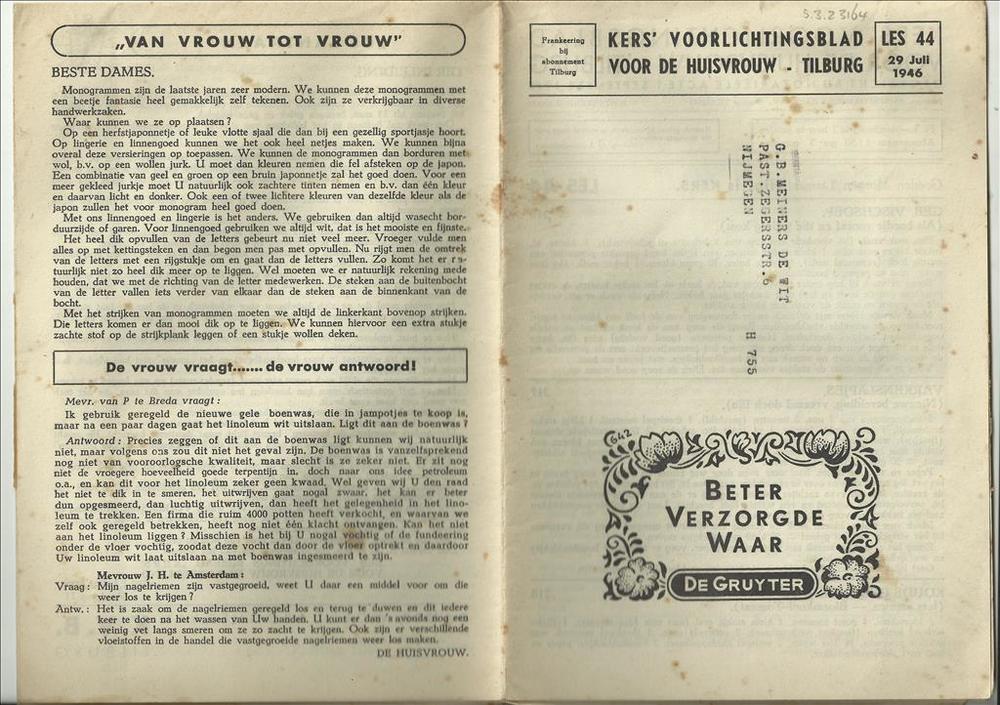 „VAN VROUW TOT VROUW"
BESTE DAMES.
Monogrammen zijn de laatste jaren zeer modern. We kunnen deze monogrammen met
een beetje fantasie heel gemakkelijk zelf tekenen. Ook zijn ze verkrijgbaar in diverse
handwerkzaken.
Waar kunnen we ze op plaatsen?
Op een herfstjaponnetje of leuke vlotte sjaal die dan bij een gezellig sportjasje hoort.
Op lingerie en linnengoed kunnen we het ook heel netjes maken. We kunnen bijna
overal deze versieringen op toepassen. We kunnen de monogrammen dan borduren met
wol, b.v. op een wollen jurk. U moet dan kleuren nemen die fel afsteken op de japon.
Een combinatie van geel en groen op een bruin japonnetje zal het goed doen. Voor een
meer gekleed jurkje moet U natuurlijk ook zachtere tinten nemen en b.v. dan één kleur
en daarvan licht en donker. Ook een of twee lichtere kleuren van dezelfde kleur als de
japon zullen het voor monogram heel goed doen.
Met ons linnengoed en lingerie is het anders. We gebruiken dan altijd wasecht bor-
duurzijde of garen. Voor linnengoed gebruiken we altijd wit, dat is het mooiste en fijnste.
Het heel dik opvullen van de letters gebeurt nu niet veel meer. Vroeger vulde men
alles op met kettingsteken en dan begon men pas met opvullen. Nu rijgt men de omtrek
van de letters met een rijgstukje om en gaat dan de letters vullen. Zo komt het er na-
tuurlijk niet zo heel dik meer op te liggen. Wel moeten we er natuurlijk rekening mede
houden, dat we met de richting van de letter medewerken. De steken aan de buitenbocht
van de letter vallen iets verder van elkaar dan de steken aan de binnenkant van de
bocht.
Met het strijken van monogrammen moeten we altijd de linkerkant bovenop strijken.
Die letters komen er dan mooi dik op te liggen. We kunnen hiervoor een extra stukje
zachte stof op de strijkplank leggen of een stukje wollen deken.
De vrouw vraagt....... de vrouw antwoord!
Mevr. van P te Breda vraagt:
Ik gebruik geregeld de nieuwe gele boenwas, die in jampotjes te koop is,
maar na een paar dagen gaat het linoleum wit uitslaan. Ligt dit aan de boenwas?
Antwoord: Precies zeggen of dit aan de boenwas ligt kunnen wij natuurlijk
niet, maar volgens ons zou dit niet het geval zijn. De boenwas is vanzelfsprekend
nog niet van vooroorlogsche kwaliteit, maar slecht is ze zeker niet. Er zit nog
niet de vroegere hoeveelheid goede terpentijn in, doch naar ons idee petroleum
o.a., en kan dit voor het linoleum zeker geen kwaad. Wel geven wij U den raad
het niet te dik in te smeren, het uitwrijven gaat nogal zwaar, het kan er beter
dun opgesmeerd, dan luchtig uitwrijven, dan heeft het gelegenheid in het lino-
leum te trekken. Een firma die ruim 4000 potten heeft verkocht, en waarvan we
zelf ook geregeld betrekken, heeft nog niet één klacht ontvangen. Kan het niet
aan het linoleum liggen? Misschien is het bij U nogal vochtig of de fundeering
onder de vloer vochtig, zoodat deze vocht dan door de vloer optrekt en daardoor
Uw linoleum wit laat uitslaan na met boenwas ingesmeerd te zijn.
Mevrouw J. H. te Amsterdam:
Vraag: Mijn nagelriemen zijn vastgegroeid, weet U daar een middel voor om die
weer los te krijgen?
Antw.: Het is zaak om de nagelriemen geregeld los en terug te duwen en dit iedere
keer te doen na het wassen van Uw handen. U kunt er dan 's avonds nog een
weinig vet langs smeren om ze zo zacht te krijgen. Ook zijn er verschillende
vloeistoffen in de handel die vastgegroeide nagelriemen weer los maken.
DE HUISVROUW.
S.3.23164
Frankeering
bij
abonnement
Tilburg
KERS' VOORLICHTINGSBLAD
VOOR DE HUISVROUW - TILBURG
LES 44
29 Juli
1946
G.B.MEINERS DE WIT
PAST.ZEGERSSTR.6
NIJMEGEN
H 755
G42
BETER
VERZORGDE
WAAR
DE GRUYTER